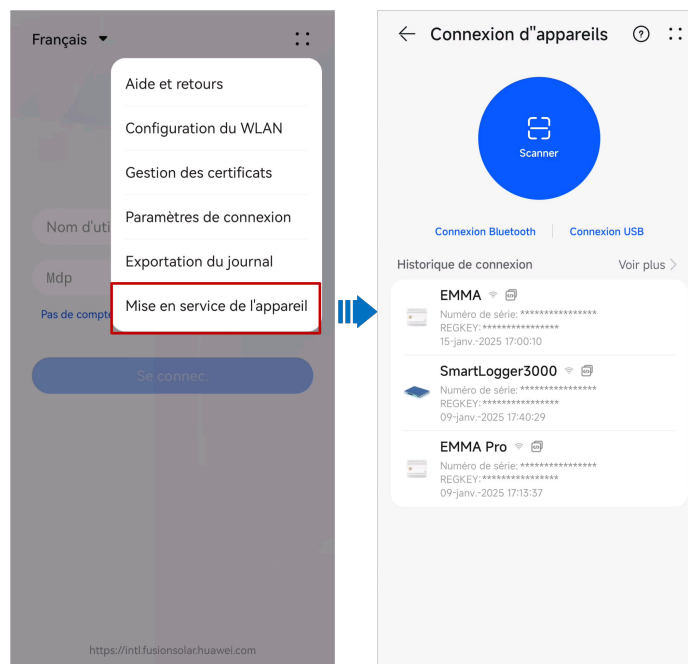 Français
Aide et retours
Configuration du WLAN
Gestion des certificats
Paramètres de connexion
Exportation du journal
Mise en service de l'appareil
Nom d'uti
Mdp
Pas de compte
Se connec.
https://intl.fusionsolar.huawei.com
Connexion d"appareils
Scanner
Connexion Bluetooth
Connexion USB
Historique de connexion
Voir plus
EMMA
Numéro de série: ****************
REGKEY:****************
15-janv.-2025 17:00:10
SmartLogger3000
Numéro de série: ****************
REGKEY:****************
09-janv.-2025 17:40:29
EMMA Pro
Numéro de série: ****************
REGKEY:****************
09-janv.-2025 17:13:37